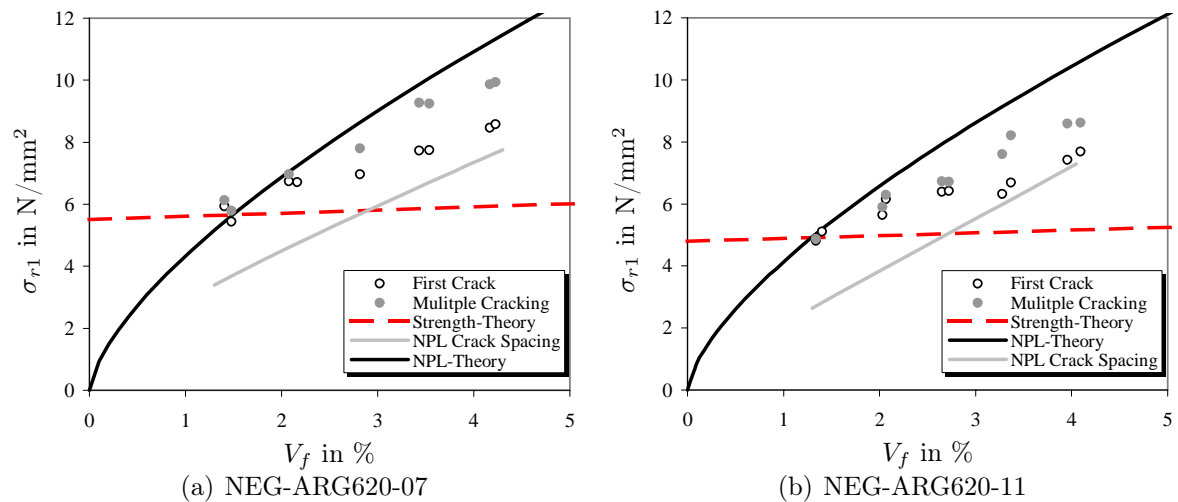 12
10
8
6
4
2
0
σr1 in N/mm²
First Crack
Mulitple Cracking
Strength-Theory
NPL Crack Spacing
NPL-Theory
0 1 2 3 4 5
Vf in %
(a) NEG-ARG620-07
12
10
8
6
4
2
0
σr1 in N/mm²
First Crack
Mulitple Cracking
Strength-Theory
NPL-Theory
NPL Crack Spacing
0 1 2 3 4 5
Vf in %
(b) NEG-ARG620-11